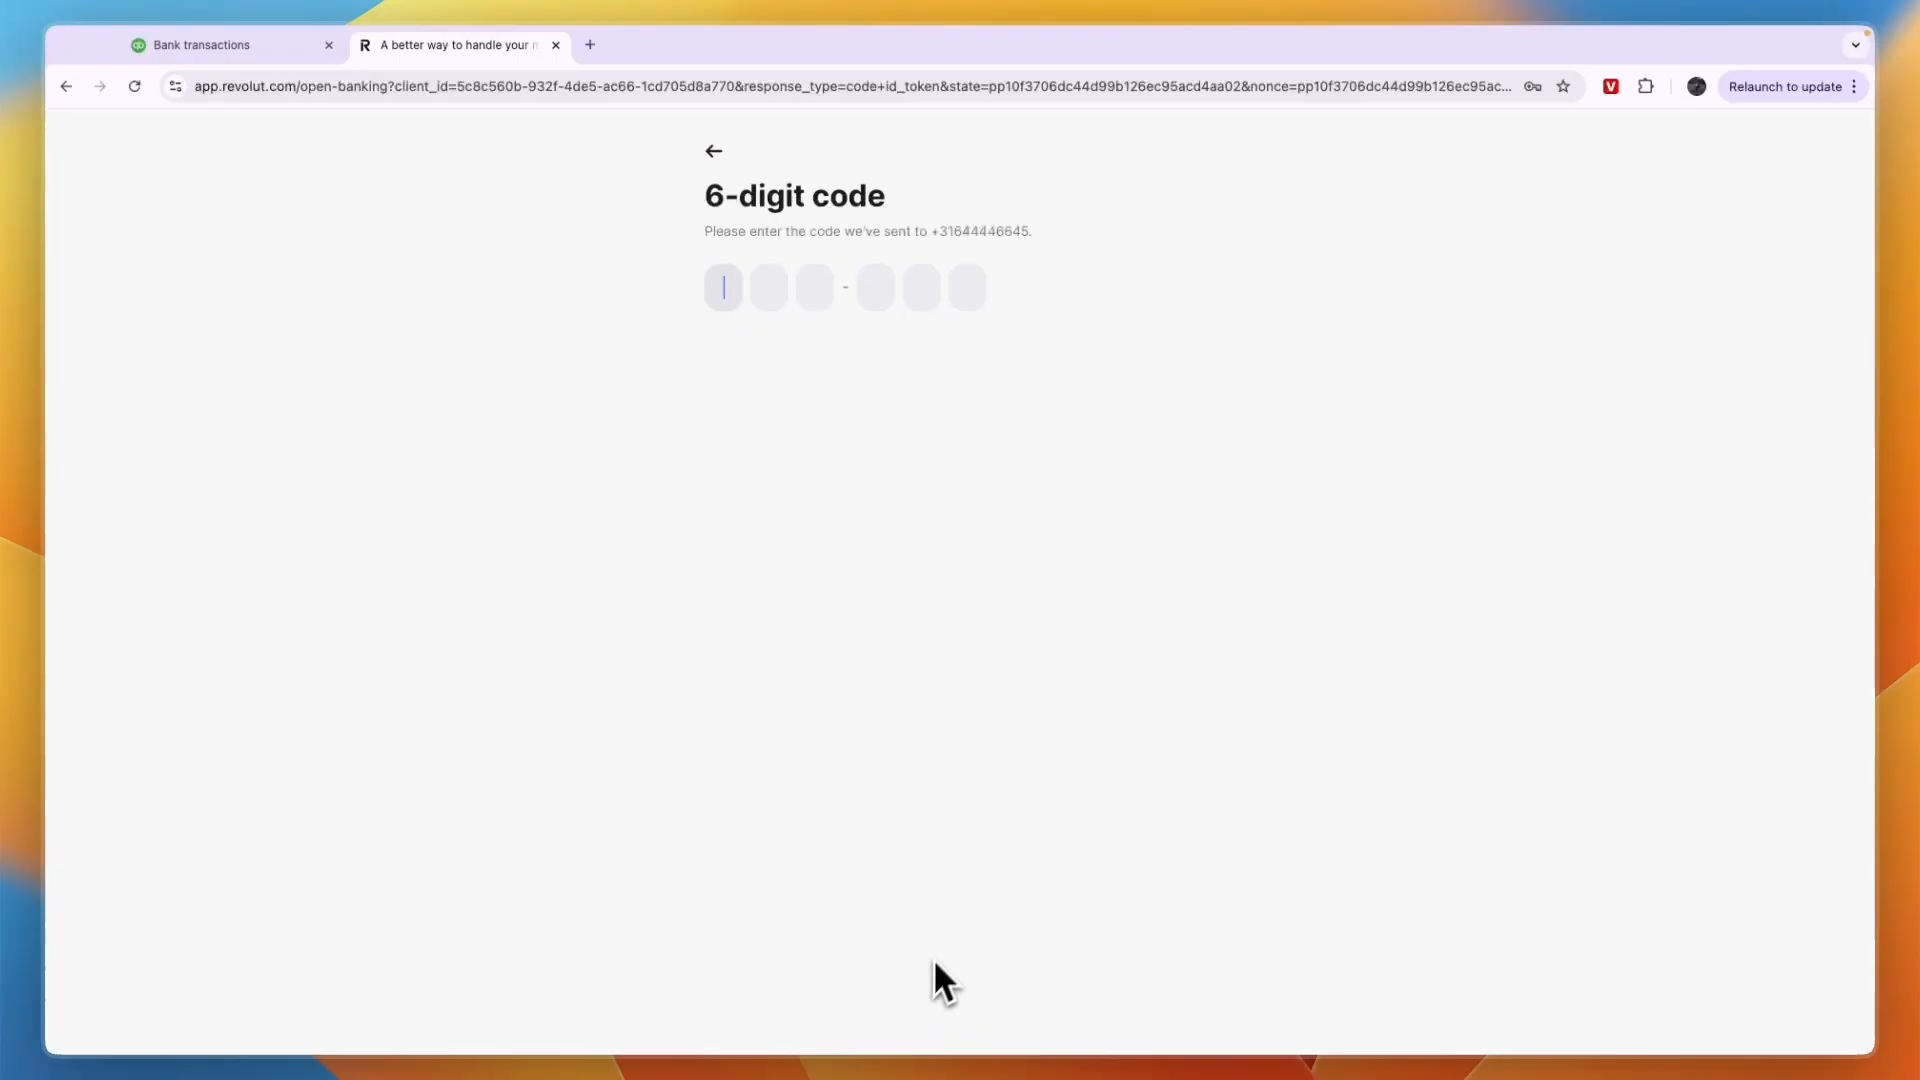 Bank transactions
A better way to handle your m
app.revolut.com/open-banking?client_id=5c8c560b-932f-4de5-ac66-1cd705d8a770&response_type=code+id_token&state=pp10f3706dc44d99b126ec95acd4aa02&nonce=pp10f3706dc44d99b126ec95ac...
Relaunch to update
6-digit code
Please enter the code we've sent to +31644446645.
-